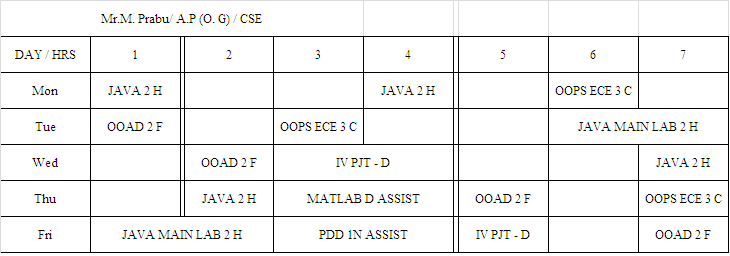 Mr.M. Prabu/ A.P (O. G) / CSE
DAY / HRS 1 2 3 4 5 6 7
Mon JAVA 2 H JAVA 2 H OOPS ECE 3 C
Tue OOAD 2 F OOPS ECE 3 C JAVA MAIN LAB 2 H
Wed OOAD 2 F IV PJT - D JAVA 2 H
Thu JAVA 2 H MATLAB D ASSIST OOAD 2 F OOPS ECE 3 C
Fri JAVA MAIN LAB 2 H PDD 1N ASSIST IV PJT - D OOAD 2 F